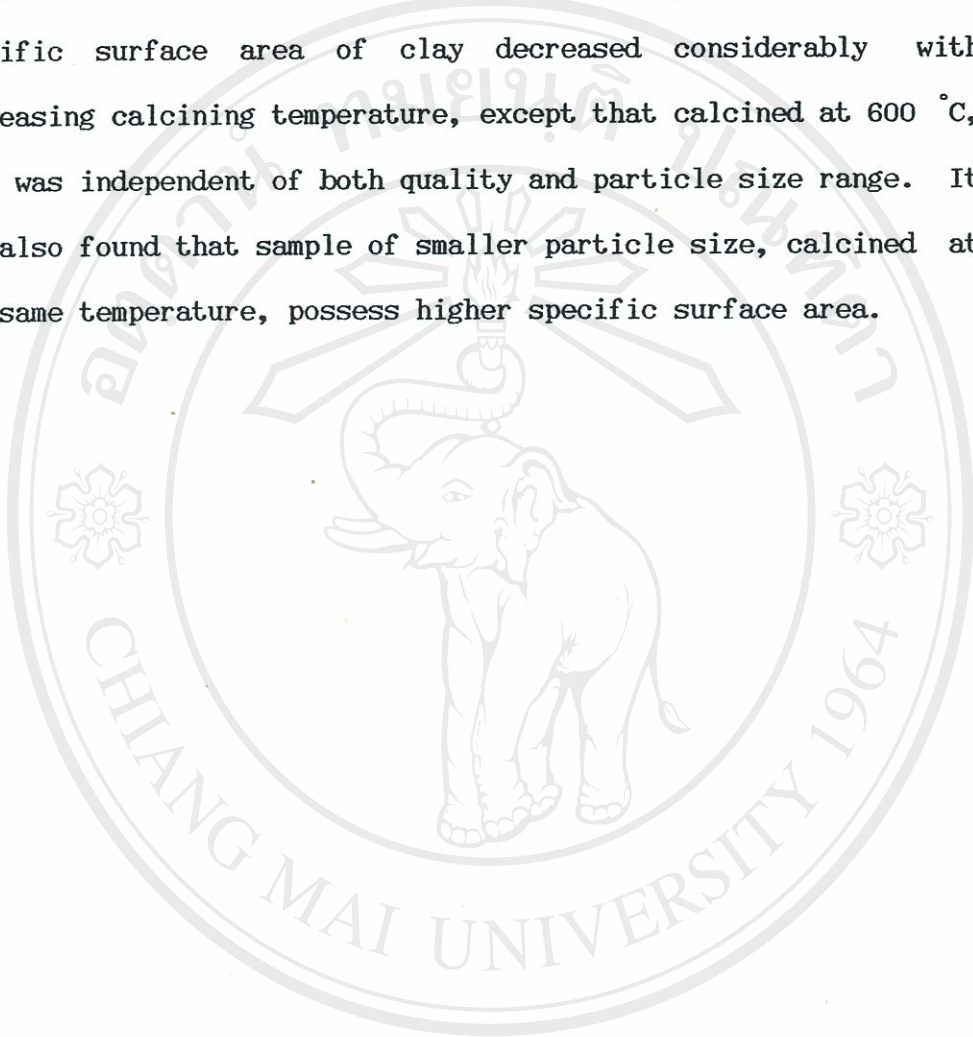 ific surface area of clay decreased considerably with
easing calcining temperature, except that calcined at 600 °C,
was independent of both quality and particle size range. It
also found that sample of smaller particle size, calcined at
same temperature, possess higher specific surface area.
CHIANG MAI UNIVERSITY 1964